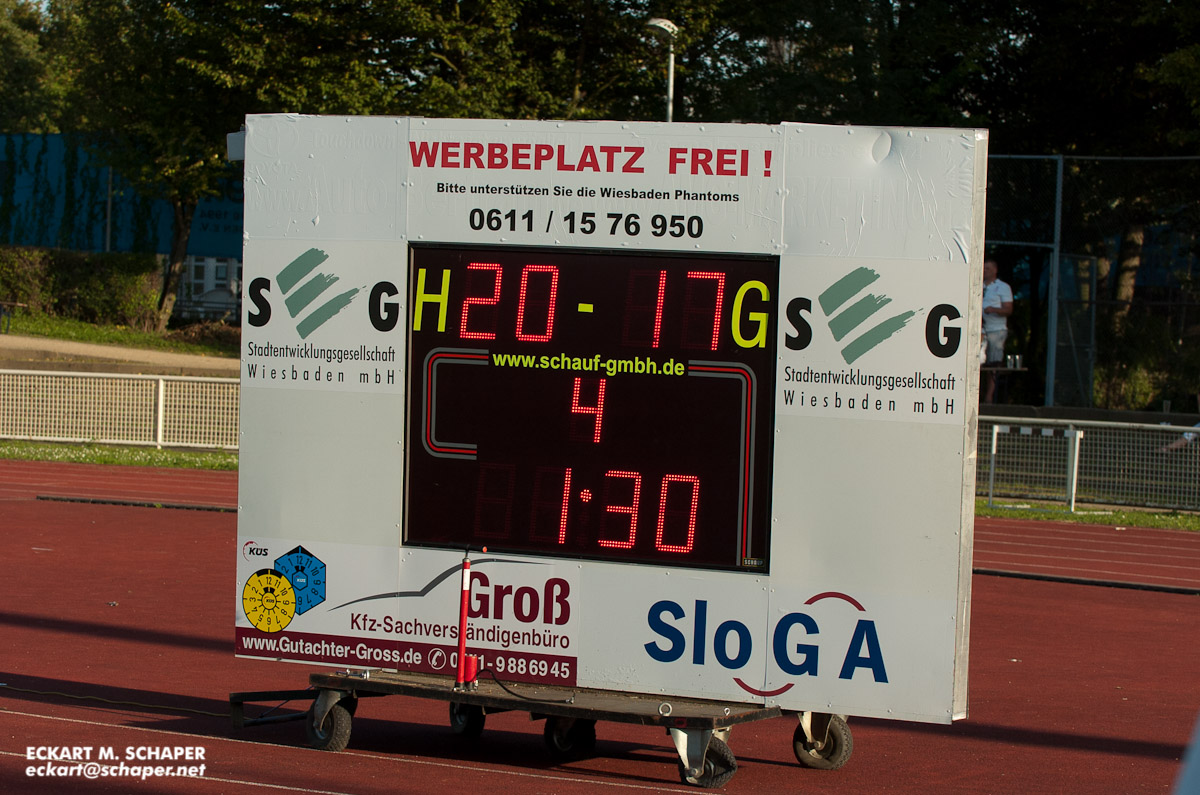 WERBEPLATZ FREI !
Bitte unterstützen Sie die Wiesbaden Phantoms
0611 / 15 76 950
S G
Stadtentwicklungsgesellschaft
Wiesbaden mbH
H 20 - 17 G
www.schauf-gmbh.de
4
1:30
S G
Stadtentwicklungsgesellschaft
Wiesbaden mbH
KÜS
Groß
Kfz-Sachverständigenbüro
www.Gutachter-Gross.de
9886945
SloGA
ECKART M. SCHAPER
eckart@schaper.net